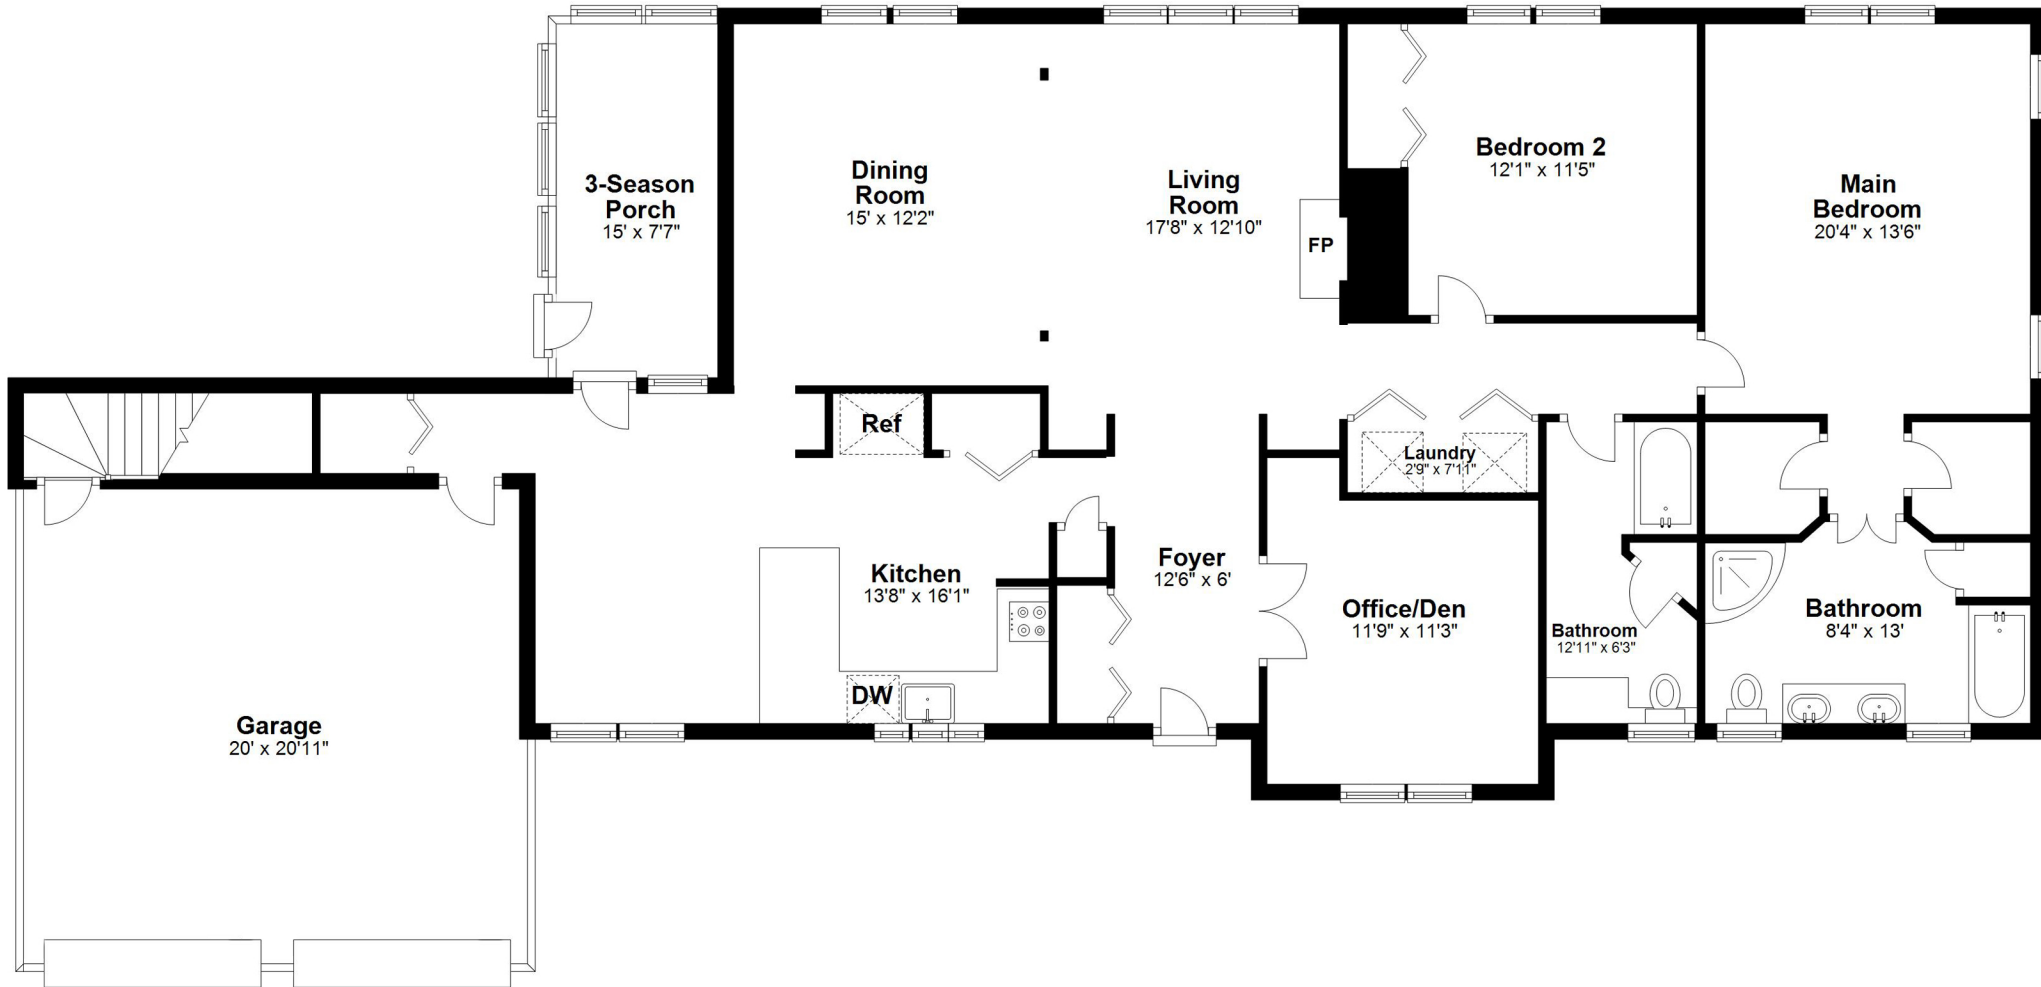 3-Season
Porch
15' x 7'7"
Dining
Room
15' x 12'2"
Living
Room
17'8" x 12'10"
FP
Bedroom 2
12'1" x 11'5"
Main
Bedroom
20'4" x 13'6"
Ref
Laundry
2'9" x 7'11"
Kitchen
13'8" x 16'1"
DW
Foyer
12'6" x 6'
Office/Den
11'9" x 11'3"
Bathroom
12'11" x 6'3"
Bathroom
8'4" x 13'
Garage
20' x 20'11"